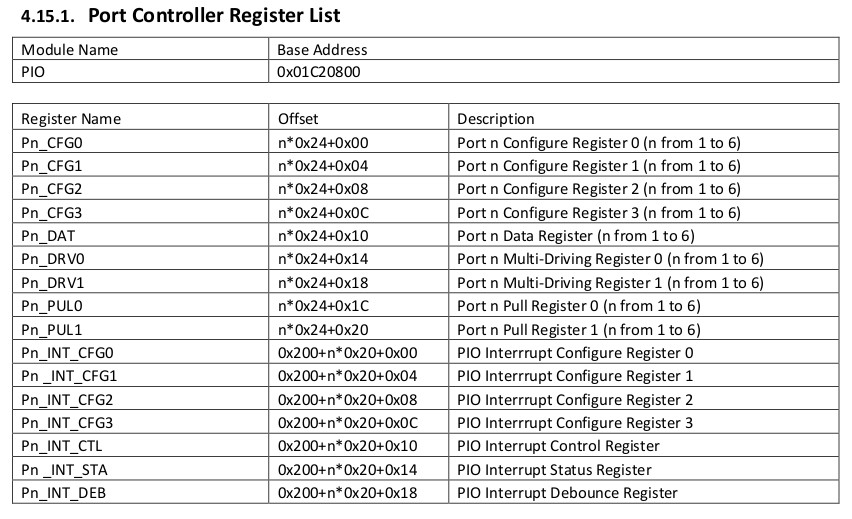 4.15.1. Port Controller Register List
Module Name Base Address
PIO 0x01C20800
Register Name Offset Description
Pn_CFG0 n*0x24+0x00 Port n Configure Register 0 (n from 1 to 6)
Pn_CFG1 n*0x24+0x04 Port n Configure Register 1 (n from 1 to 6)
Pn_CFG2 n*0x24+0x08 Port n Configure Register 2 (n from 1 to 6)
Pn_CFG3 n*0x24+0x0C Port n Configure Register 3 (n from 1 to 6)
Pn_DAT n*0x24+0x10 Port n Data Register (n from 1 to 6)
Pn_DRV0 n*0x24+0x14 Port n Multi-Driving Register 0 (n from 1 to 6)
Pn_DRV1 n*0x24+0x18 Port n Multi-Driving Register 1 (n from 1 to 6)
Pn_PUL0 n*0x24+0x1C Port n Pull Register 0 (n from 1 to 6)
Pn_PUL1 n*0x24+0x20 Port n Pull Register 1 (n from 1 to 6)
Pn_INT_CFG0 0x200+n*0x20+0x00 PIO Interrrupt Configure Register 0
Pn _INT_CFG1 0x200+n*0x20+0x04 PIO Interrrupt Configure Register 1
Pn_INT_CFG2 0x200+n*0x20+0x08 PIO Interrrupt Configure Register 2
Pn_INT_CFG3 0x200+n*0x20+0x0C PIO Interrrupt Configure Register 3
Pn_INT_CTL 0x200+n*0x20+0x10 PIO Interrupt Control Register
Pn _INT_STA 0x200+n*0x20+0x14 PIO Interrupt Status Register
Pn_INT_DEB 0x200+n*0x20+0x18 PIO Interrupt Debounce Register